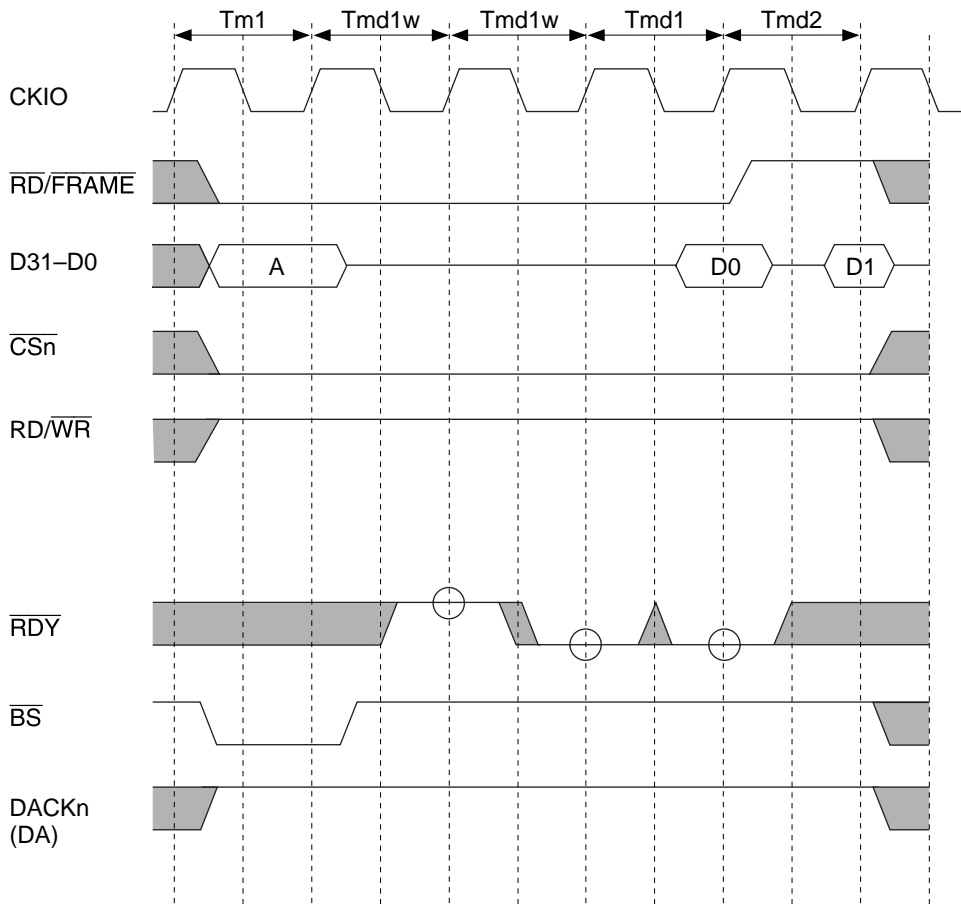 Tm1 Tmd1w Tmd1w Tmd1 Tmd2
CKIO
RD/FRAME
D31–D0 A D0 D1
CSn
RD/WR
RDY
BS
DACKn
(DA)